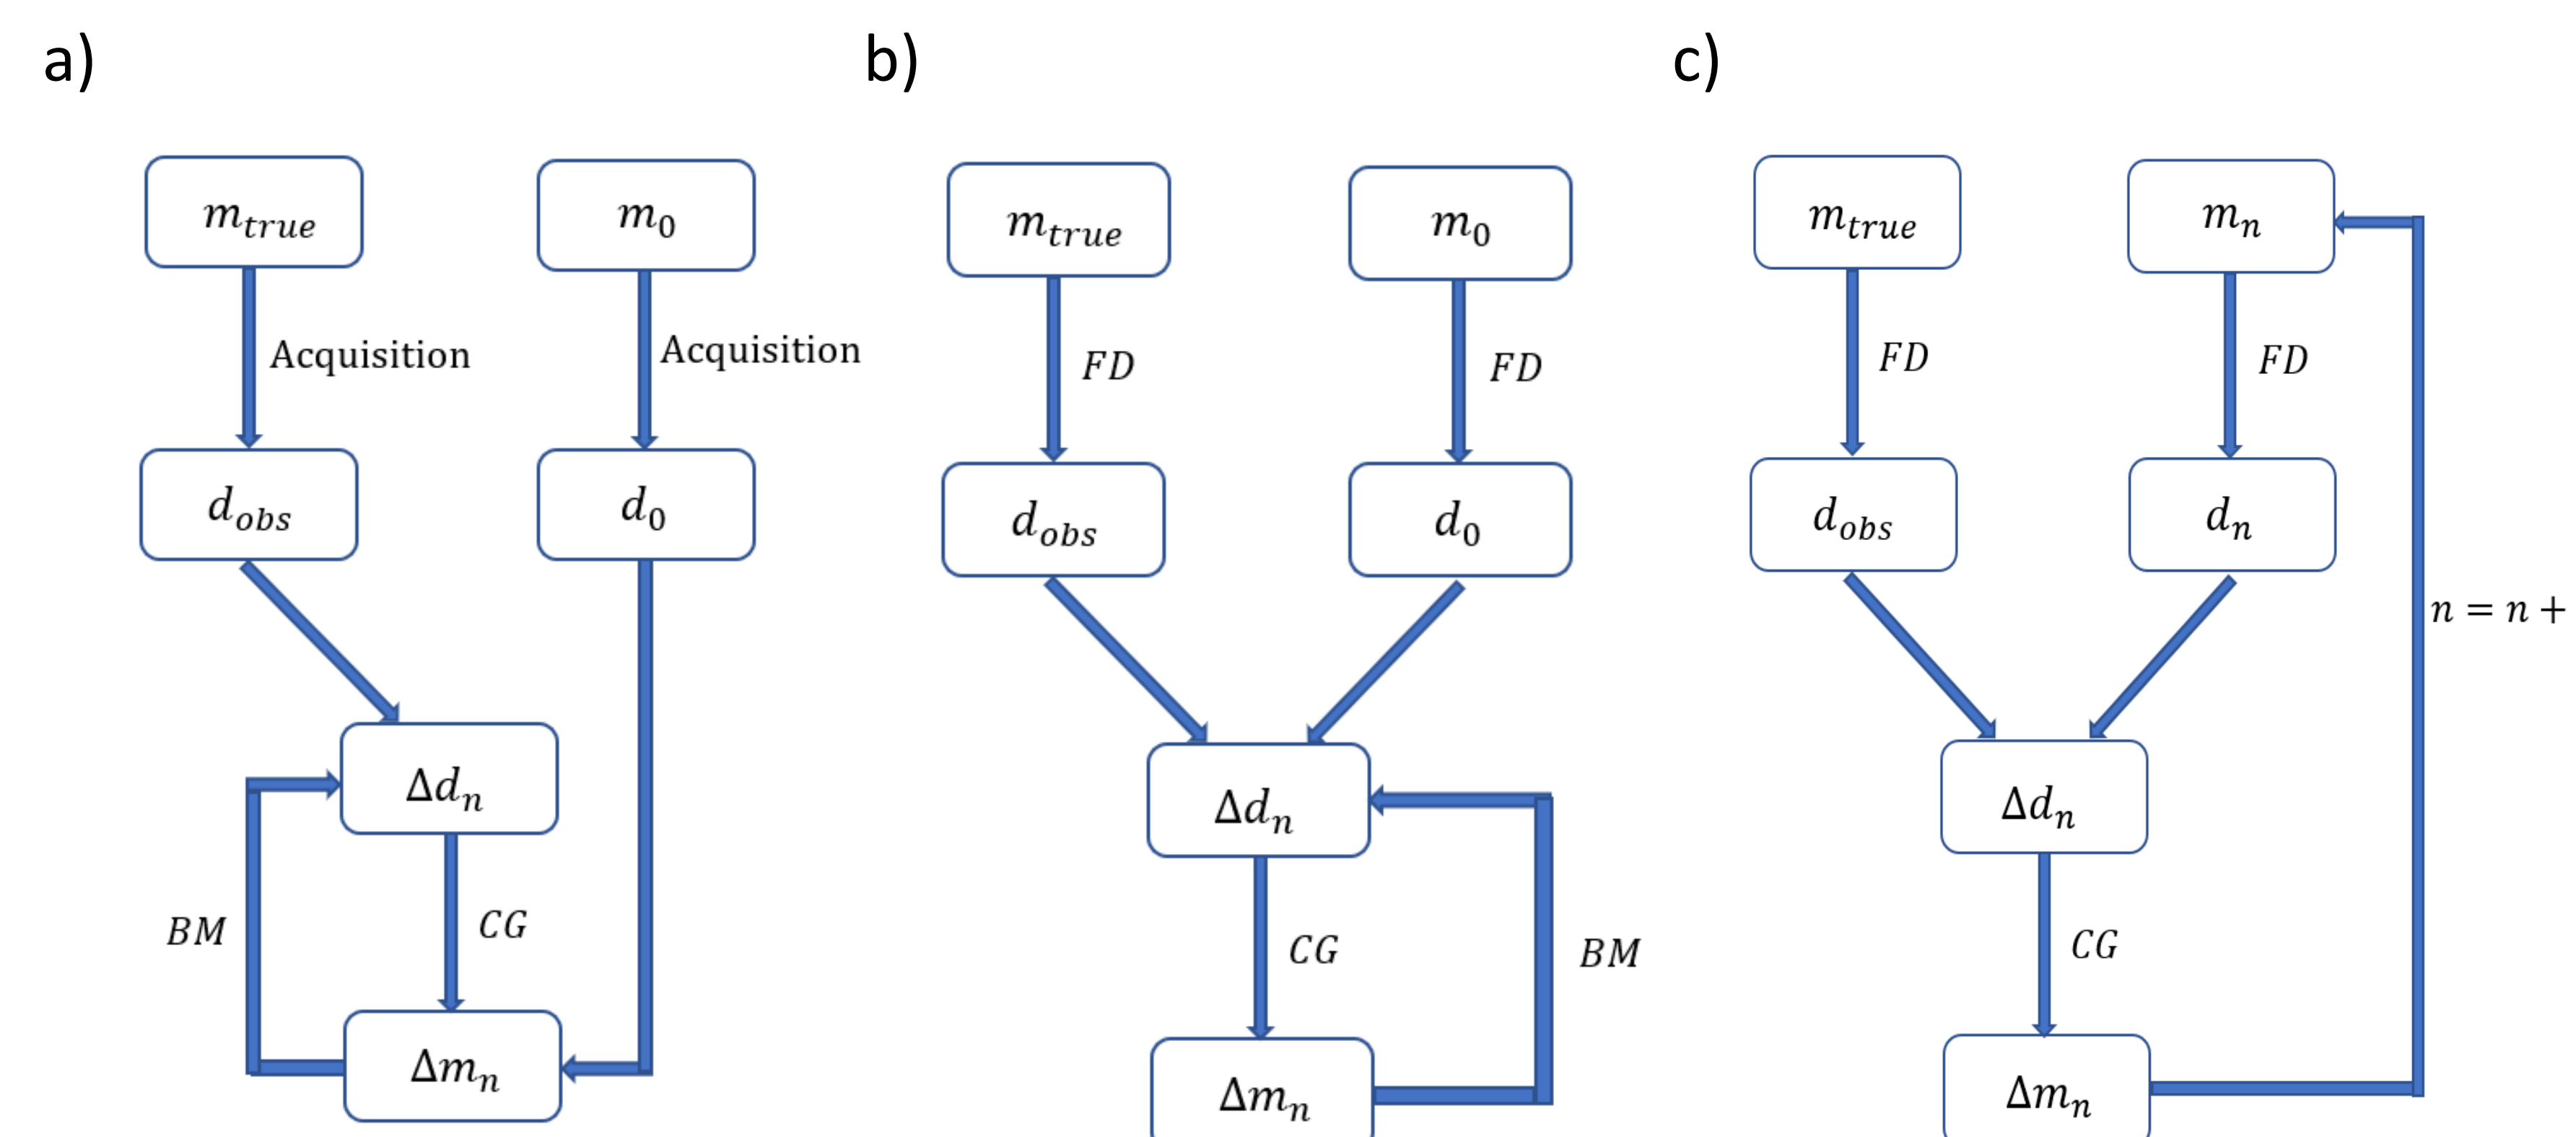 a)
m_true
m_0
Acquisition
Acquisition
d_obs
d_0
Δd_n
BM
CG
Δm_n
b)
m_true
m_0
FD
FD
d_obs
d_0
Δd_n
CG
BM
Δm_n
c)
m_true
m_n
FD
FD
d_obs
d_n
n = n +
Δd_n
CG
Δm_n